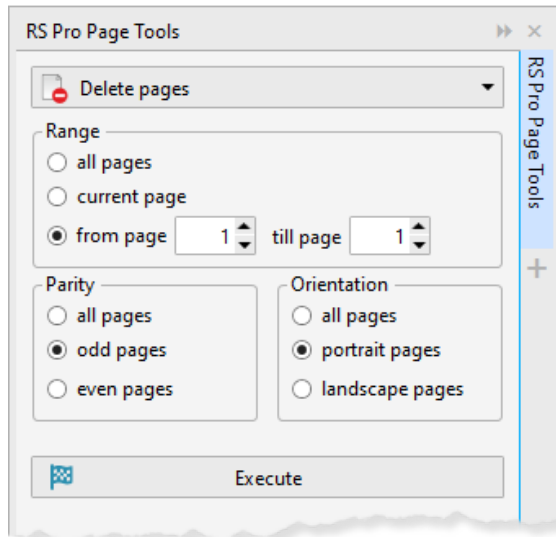 RS Pro Page Tools
Delete pages
Range
all pages
current page
from page 1 till page 1
Parity
all pages
odd pages
even pages
Orientation
all pages
portrait pages
landscape pages
Execute
RS Pro Page Tools